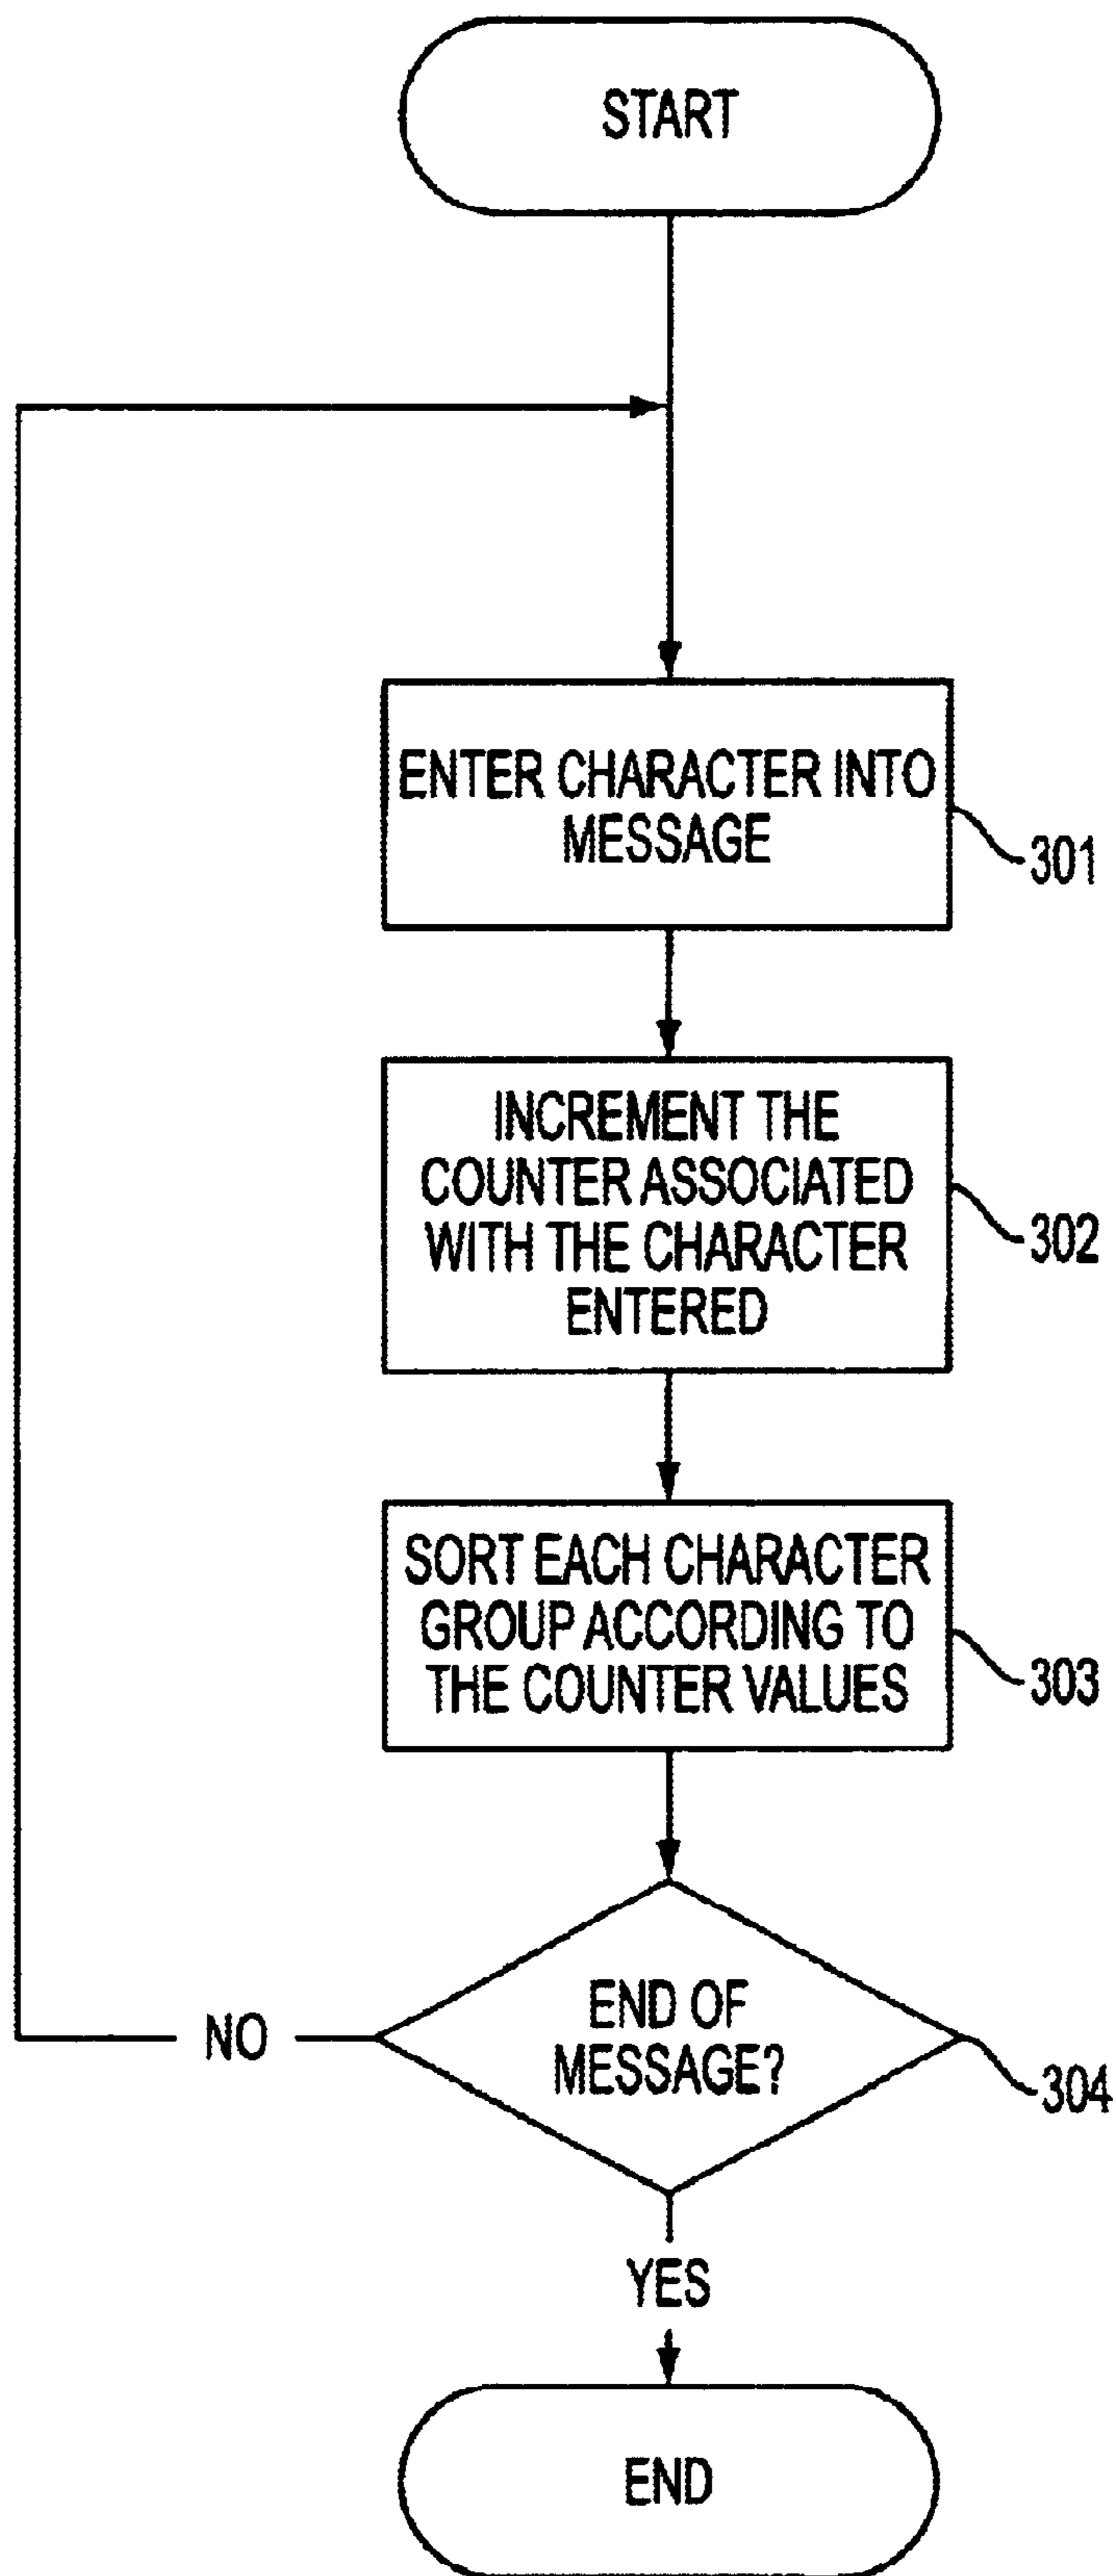 START
ENTER CHARACTER INTO
MESSAGE
301
INCREMENT THE
COUNTER ASSOCIATED
WITH THE CHARACTER
ENTERED
302
SORT EACH CHARACTER
GROUP ACCORDING TO
THE COUNTER VALUES
303
END OF
MESSAGE?
304
NO
YES
END